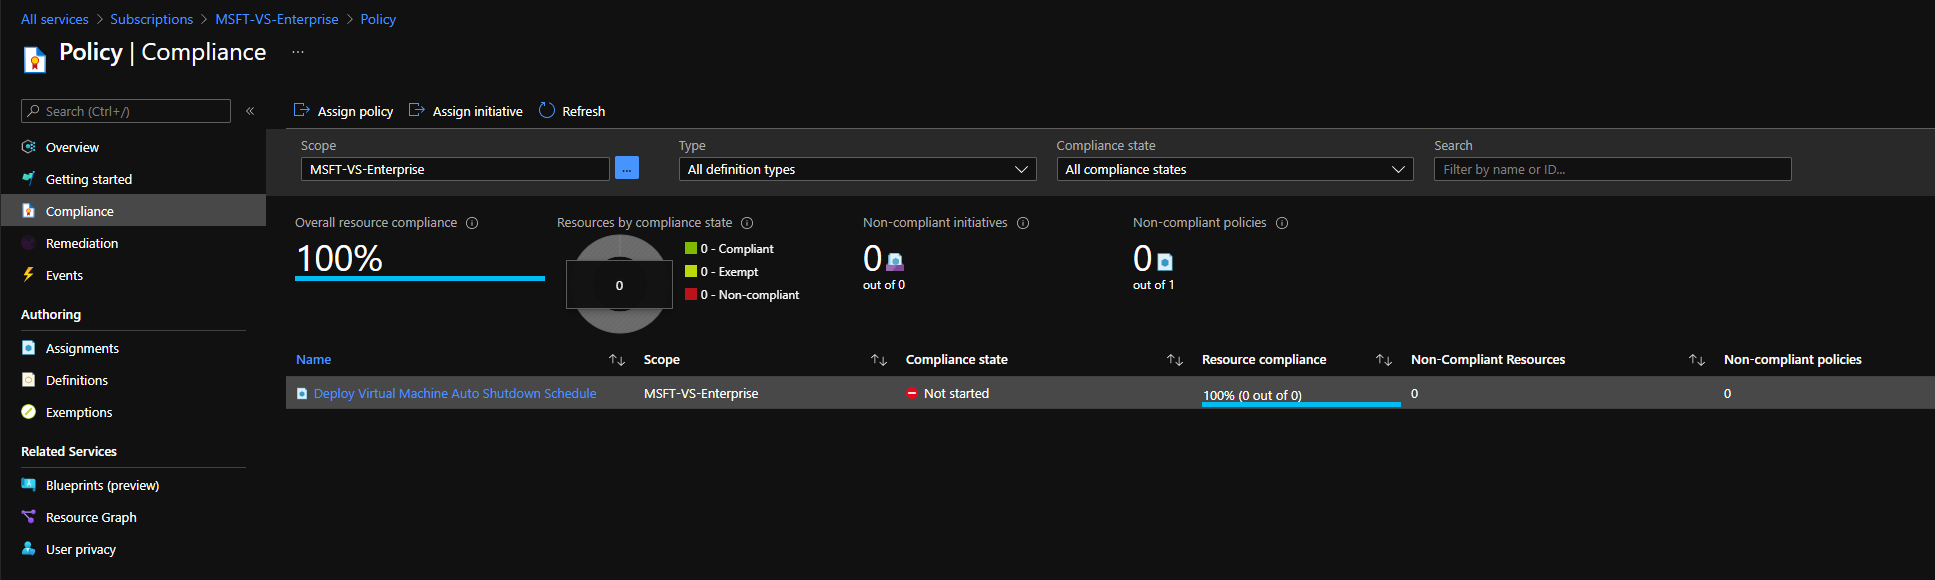 All services > Subscriptions > MSFT-VS-Enterprise > Policy
Policy | Compliance ...
Search (Ctrl+/) «
Overview
Getting started
Compliance
Remediation
Events
Authoring
Assignments
Definitions
Exemptions
Related Services
Blueprints (preview)
Resource Graph
User privacy
Assign policy Assign initiative Refresh
Scope Type Compliance state Search
MSFT-VS-Enterprise ... All definition types All compliance states Filter by name or ID...
Overall resource compliance
100%
Resources by compliance state
0
0 - Compliant
0 - Exempt
0 - Non-compliant
Non-compliant initiatives
0
out of 0
Non-compliant policies
0
out of 1
Name Scope Compliance state Resource compliance Non-Compliant Resources Non-compliant policies
Deploy Virtual Machine Auto Shutdown Schedule MSFT-VS-Enterprise Not started 100% (0 out of 0) 0 0